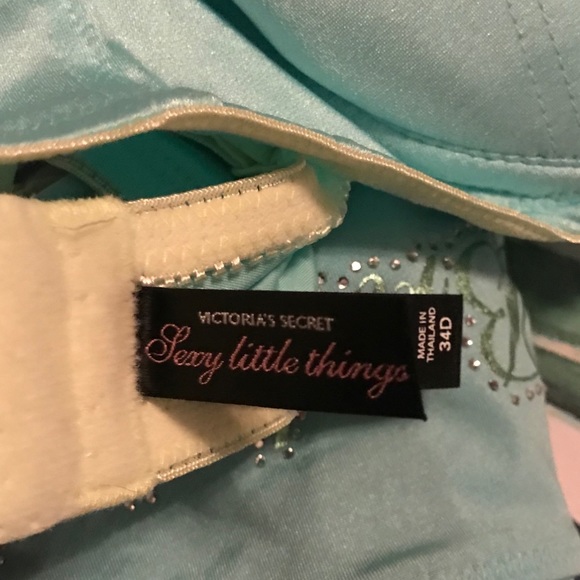 VICTORIA'S SECRET
Sexy little things
MADE IN
THAILAND
34D